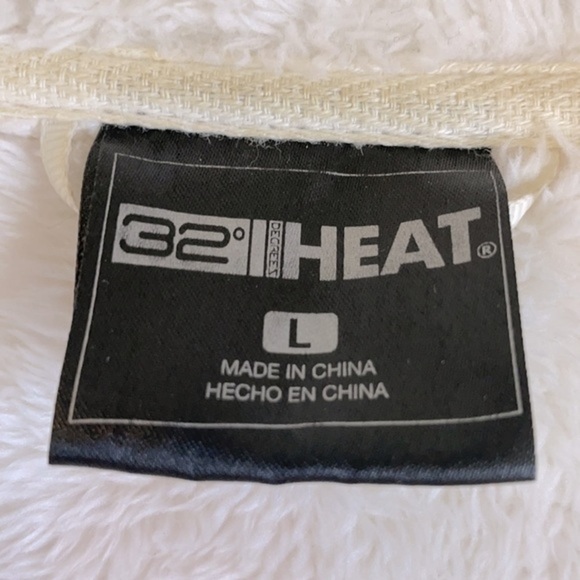 32° DEGREES HEAT®
L
MADE IN CHINA
HECHO EN CHINA